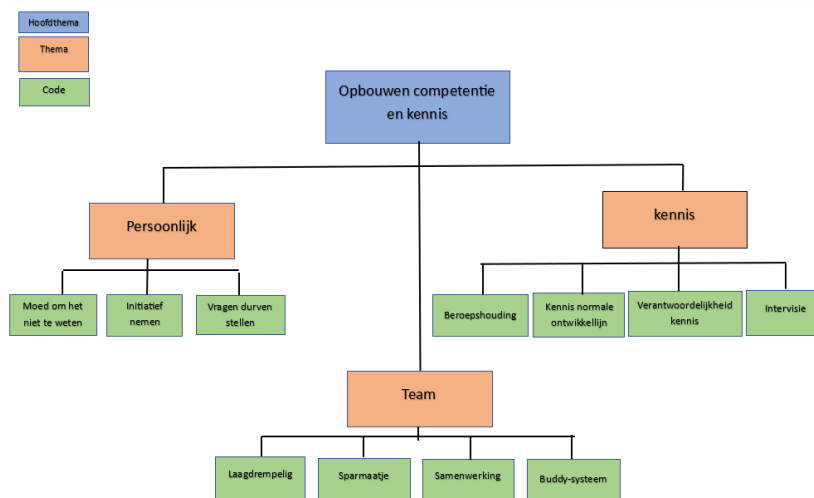 Hoofdthema
Thema
Code
Opbouwen competentie
en kennis
Persoonlijk
kennis
Moed om het
niet te weten
Initiatief
nemen
Vragen durven
stellen
Beroepshouding
Kennis normale
ontwikkellijn
Verantwoordelijkheid
kennis
Intervisie
Team
Laagdrempelig
Sparmaatje
Samenwerking
Buddy-systeem